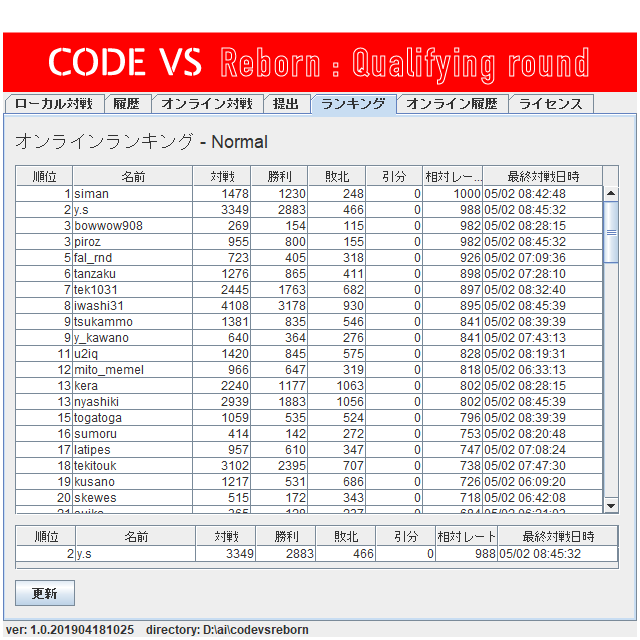 CODE VS Reborn : Qualifying round
ローカル対戦 履歴 オンライン対戦 提出 ランキング オンライン履歴 ライセンス
オンラインランキング - Normal
順位 名前 対戦 勝利 敗北 引分 相対レー... 最終対戦日時
1 siman 1478 1230 248 0 1000 05/02 08:42:48
2 y.s 3349 2883 466 0 988 05/02 08:45:32
3 bowwow908 269 154 115 0 982 05/02 08:28:15
3 piroz 955 800 155 0 982 05/02 08:45:32
5 fal_rnd 723 405 318 0 926 05/02 07:09:36
6 tanzaku 1276 865 411 0 898 05/02 07:28:10
7 tek1031 2445 1763 682 0 897 05/02 08:32:40
8 iwashi31 4108 3178 930 0 895 05/02 08:45:39
9 tsukammo 1381 835 546 0 841 05/02 08:39:39
9 y_kawano 640 364 276 0 841 05/02 07:43:13
11 u2iq 1420 845 575 0 828 05/02 08:19:31
12 mito_memel 966 647 319 0 818 05/02 06:33:13
13 kera 2240 1177 1063 0 802 05/02 08:28:15
13 nyashiki 2939 1883 1056 0 802 05/02 08:45:39
15 togatoga 1059 535 524 0 796 05/02 08:39:39
16 sumoru 414 142 272 0 753 05/02 08:20:48
17 latipes 957 610 347 0 747 05/02 07:08:24
18 tekitouk 3102 2395 707 0 738 05/02 07:47:30
19 kusano 1217 531 686 0 726 05/02 06:09:20
20 skewes 515 172 343 0 718 05/02 06:42:08
順位 名前 対戦 勝利 敗北 引分 相対レート 最終対戦日時
2 y.s 3349 2883 466 0 988 05/02 08:45:32
更新
ver: 1.0.201904181025 directory: D:\ai\codevsreborn